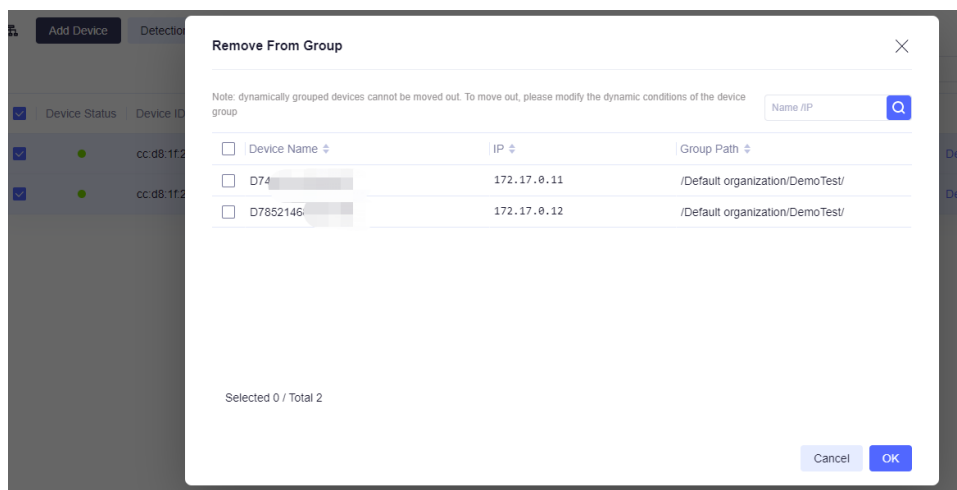 Add Device Detection
Remove From Group
Note: dynamically grouped devices cannot be moved out. To move out, please modify the dynamic conditions of the device
group
Name /IP
Device Status Device ID
Device Name IP Group Path
cc:d8:1f:2
D74 172.17.0.11 /Default organization/DemoTest/
cc:d8:1f:2
D785214 172.17.0.12 /Default organization/DemoTest/
Selected 0 / Total 2
Cancel OK